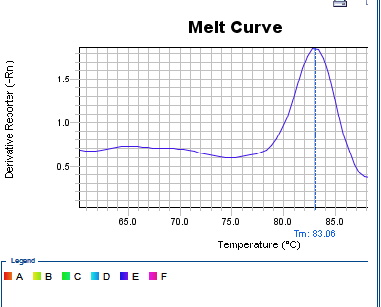 Melt Curve
Derivative Reporter (-Rn)
1.5
1.0
0.5
65.0 70.0 75.0 80.0 85.0
Tm: 83.06
Temperature (°C)
Legend
A B C D E F